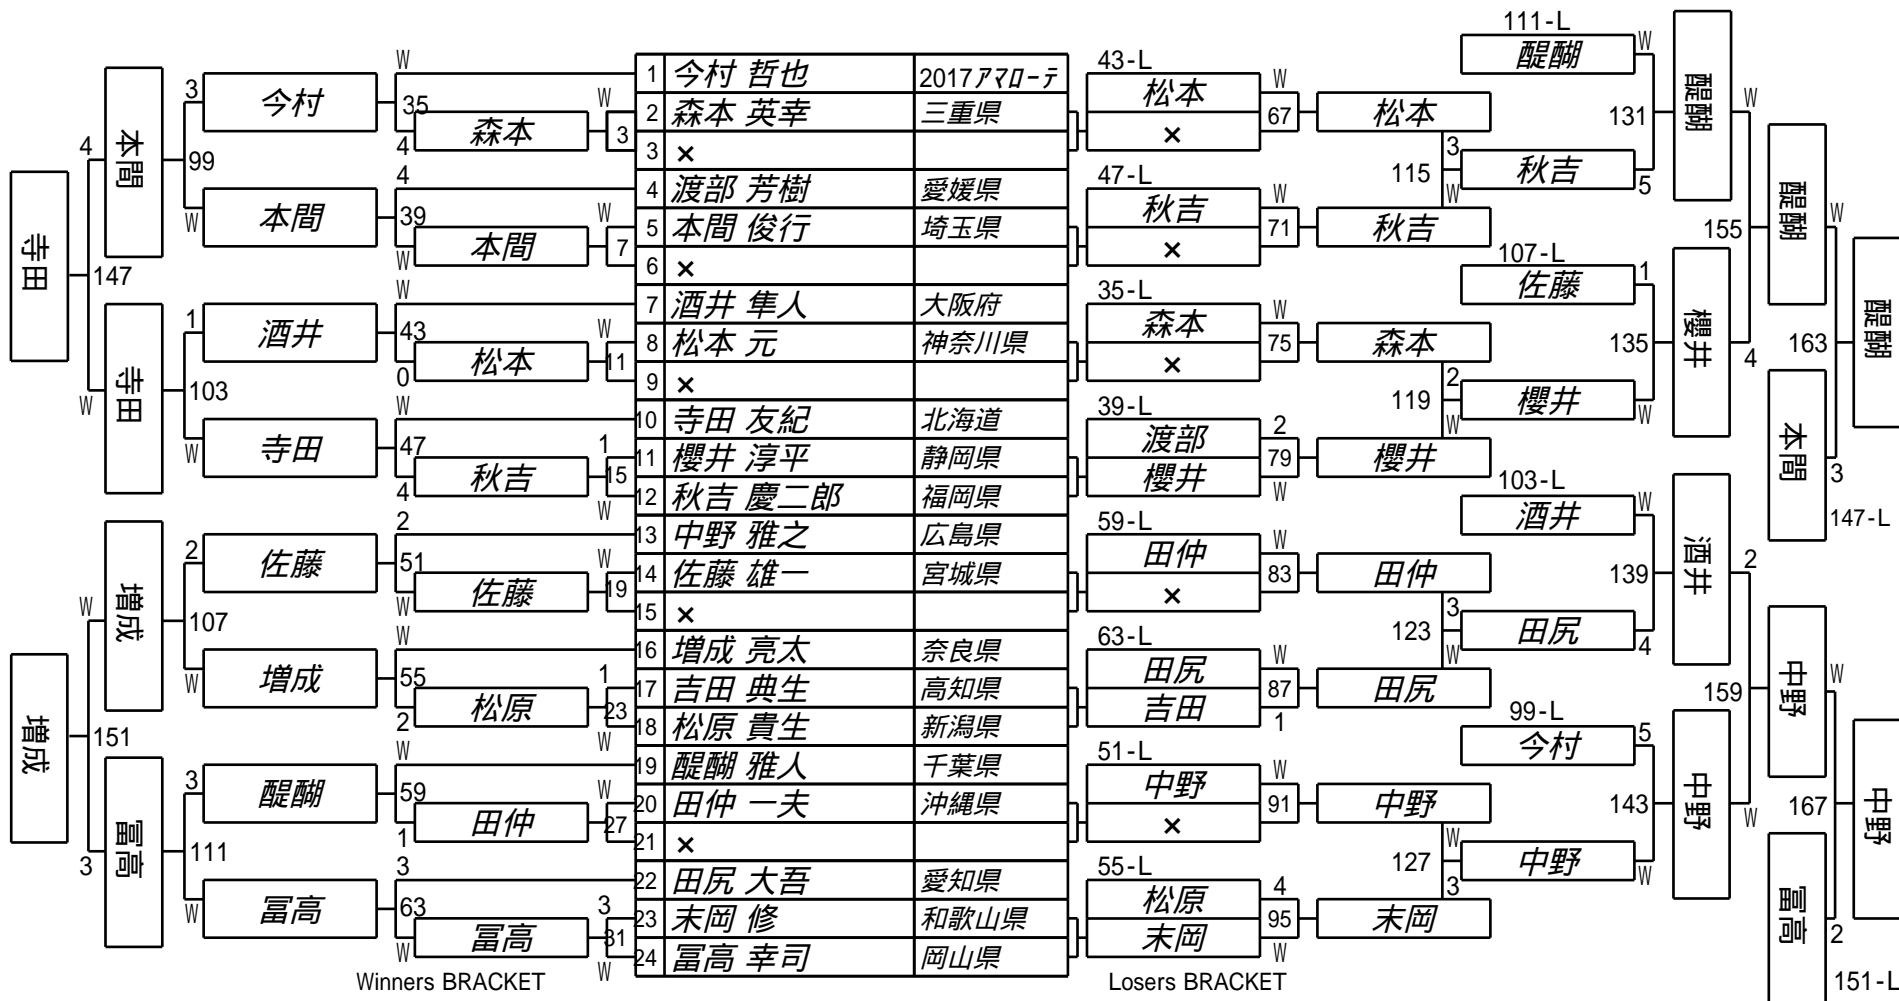 寺田
増成
4
W
W
3
147
151
本間
寺田
増成
冨高
3
W
1
W
2
W
3
W
99
103
107
111
今村
本間
酒井
寺田
佐藤
増成
醍醐
冨高
W
35
4
4
39
W
W
43
0
W
47
4
2
51
W
W
55
2
W
59
1
3
63
W
森本
本間
松本
秋吉
佐藤
松原
田仲
冨高
W
3
W
7
W
11
1
15
W
W
19
1
23
W
W
27
3
31
W
1 今村 哲也 2017アマローテ
2 森本 英幸 三重県
3 ×
4 渡部 芳樹 愛媛県
5 本間 俊行 埼玉県
6 ×
7 酒井 隼人 大阪府
8 松本 元 神奈川県
9 ×
10 寺田 友紀 北海道
11 櫻井 淳平 静岡県
12 秋吉 慶二郎 福岡県
13 中野 雅之 広島県
14 佐藤 雄一 宮城県
15 ×
16 増成 亮太 奈良県
17 吉田 典生 高知県
18 松原 貴生 新潟県
19 醍醐 雅人 千葉県
20 田仲 一夫 沖縄県
21 ×
22 田尻 大吾 愛知県
23 末岡 修 和歌山県
24 冨高 幸司 岡山県
43-L
松本 W
× 67
47-L
秋吉 W
× 71
35-L
森本 W
× 75
39-L
渡部 2
櫻井 79
W
59-L
田仲 W
× 83
63-L
田尻 W
吉田 87
1
51-L
中野 W
× 91
55-L
松原 4
末岡 95
W
松本
3
115
W
秋吉
森本
2
119
W
櫻井
田仲
3
123
W
田尻
中野
W
127
3
末岡
111-L
醍醐 W
131
秋吉 5
107-L
佐藤 1
135
櫻井 W
103-L
酒井 W
139
田尻 4
99-L
今村 5
143
中野 W
醍醐 W
155
櫻井 4
酒井 2
159
中野 W
醍醐 W
163
本間 3
147-L
中野 W
167
冨高 2
151-L
醍醐
中野
Winners BRACKET
Losers BRACKET